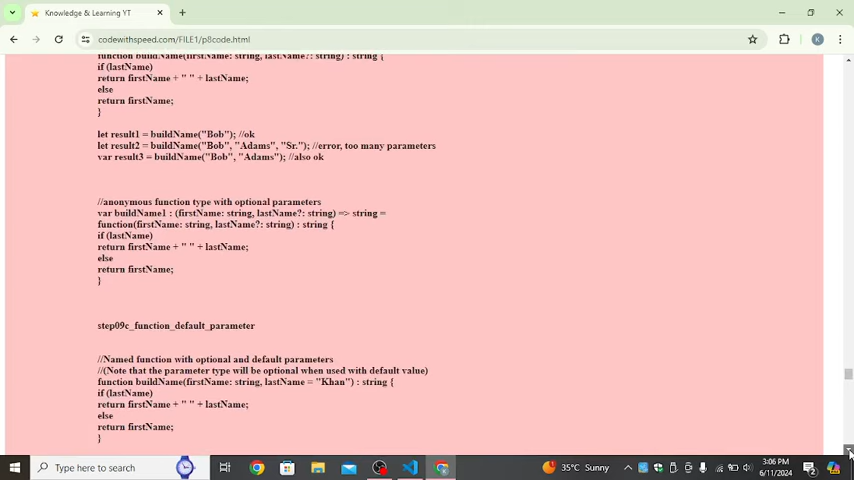 Knowledge & Learning YT
codewithspeed.com/FILE1/p8code.html
K
function buildName(firstName: string, lastName?: string) : string {
if (lastName)
return firstName + " " + lastName;
else
return firstName;
}
let result1 = buildName("Bob"); //ok
let result2 = buildName("Bob", "Adams", "Sr."); //error, too many parameters
var result3 = buildName("Bob", "Adams"); //also ok
//anonymous function type with optional parameters
var buildName1 : (firstName: string, lastName?: string) => string =
function(firstName: string, lastName?: string) : string {
if (lastName)
return firstName + " " + lastName;
else
return firstName;
}
step09c_function_default_parameter
//Named function with optional and default parameters
//(Note that the parameter type will be optional when used with default value)
function buildName(firstName: string, lastName = "Khan") : string {
if (lastName)
return firstName + " " + lastName;
else
return firstName;
}
Type here to search
35°C Sunny
3:06 PM
6/11/2024